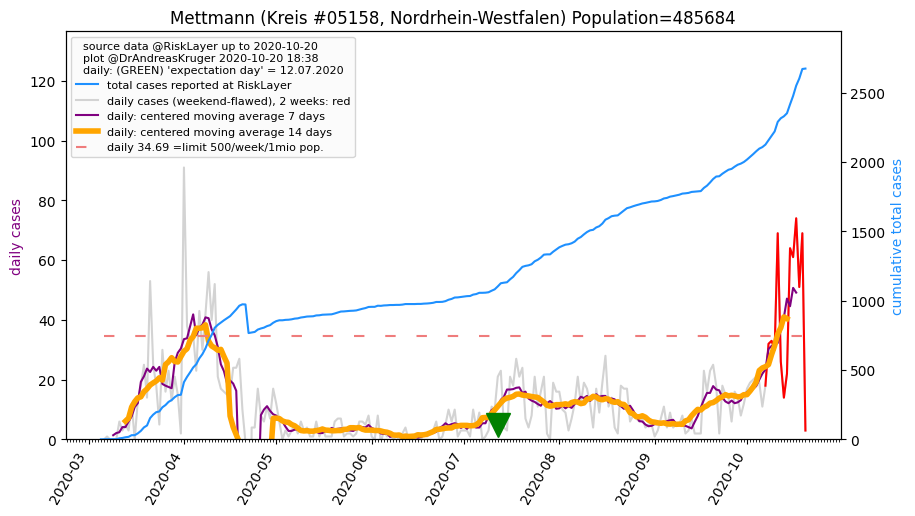 Mettmann (Kreis #05158, Nordrhein-Westfalen) Population=485684
source data @RiskLayer up to 2020-10-20
plot @DrAndreasKruger 2020-10-20 18:38
daily: (GREEN) 'expectation day' = 12.07.2020
total cases reported at RiskLayer
daily cases (weekend-flawed), 2 weeks: red
daily: centered moving average 7 days
daily: centered moving average 14 days
daily 34.69 =limit 500/week/1mio pop.
daily cases
120
100
80
60
40
20
0
2500
2000
1500
1000
500
0
cumulative total cases
2020-03
2020-04
2020-05
2020-06
2020-07
2020-08
2020-09
2020-10